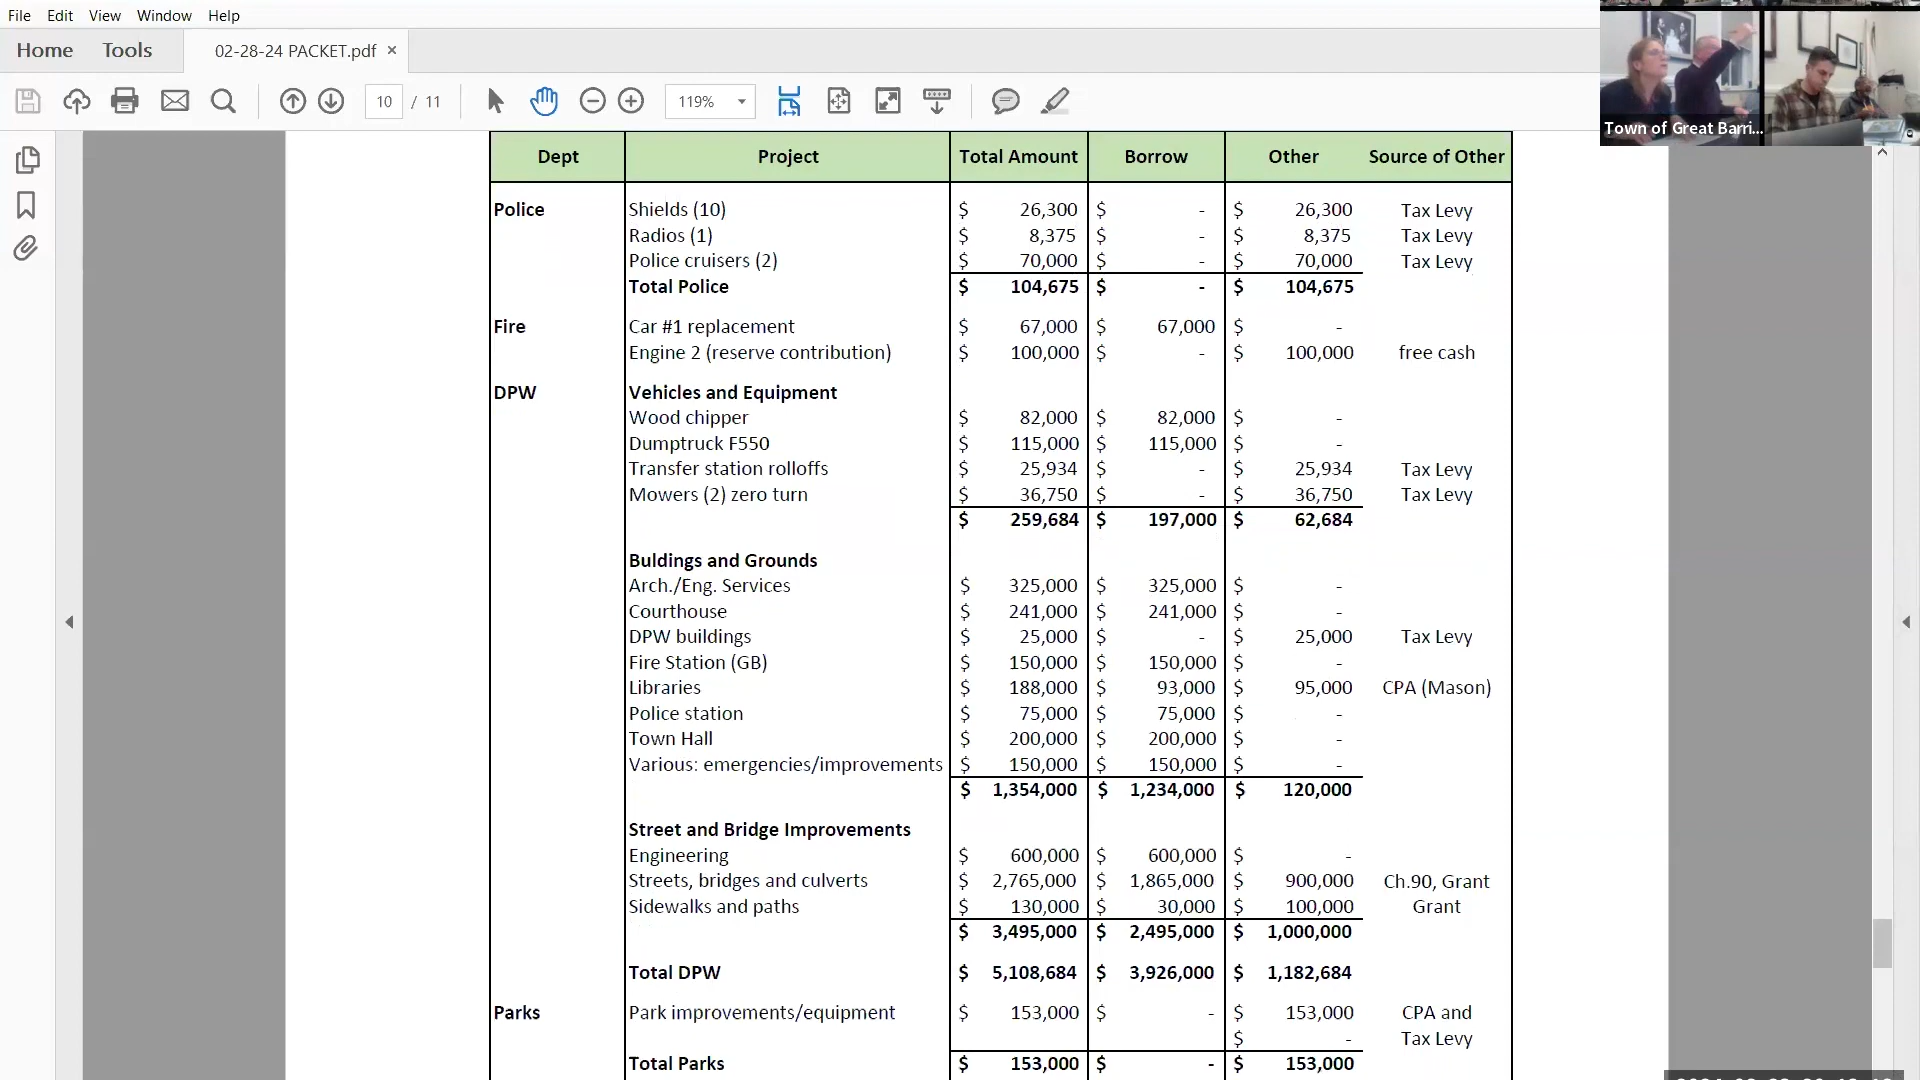 File Edit View Window Help
Home Tools 02-28-24 PACKET.pdf ×
10 / 11 119%
Town of Great Barri...
Dept Project Total Amount Borrow Other Source of Other
Police Shields (10) $ 26,300 $ - $ 26,300 Tax Levy
Radios (1) $ 8,375 $ - $ 8,375 Tax Levy
Police cruisers (2) $ 70,000 $ - $ 70,000 Tax Levy
Total Police $ 104,675 $ - $ 104,675
Fire Car #1 replacement $ 67,000 $ 67,000 $ -
Engine 2 (reserve contribution) $ 100,000 $ - $ 100,000 free cash
DPW Vehicles and Equipment
Wood chipper $ 82,000 $ 82,000 $ -
Dumptruck F550 $ 115,000 $ 115,000 $ -
Transfer station rolloffs $ 25,934 $ - $ 25,934 Tax Levy
Mowers (2) zero turn $ 36,750 $ - $ 36,750 Tax Levy
$ 259,684 $ 197,000 $ 62,684
Buldings and Grounds
Arch./Eng. Services $ 325,000 $ 325,000 $ -
Courthouse $ 241,000 $ 241,000 $ -
DPW buildings $ 25,000 $ - $ 25,000 Tax Levy
Fire Station (GB) $ 150,000 $ 150,000 $ -
Libraries $ 188,000 $ 93,000 $ 95,000 CPA (Mason)
Police station $ 75,000 $ 75,000 $ -
Town Hall $ 200,000 $ 200,000 $ -
Various: emergencies/improvements $ 150,000 $ 150,000 $ -
$ 1,354,000 $ 1,234,000 $ 120,000
Street and Bridge Improvements
Engineering $ 600,000 $ 600,000 $ -
Streets, bridges and culverts $ 2,765,000 $ 1,865,000 $ 900,000 Ch.90, Grant
Sidewalks and paths $ 130,000 $ 30,000 $ 100,000 Grant
$ 3,495,000 $ 2,495,000 $ 1,000,000
Total DPW $ 5,108,684 $ 3,926,000 $ 1,182,684
Parks Park improvements/equipment $ 153,000 $ - $ 153,000 CPA and
$ - Tax Levy
Total Parks $ 153,000 $ - $ 153,000